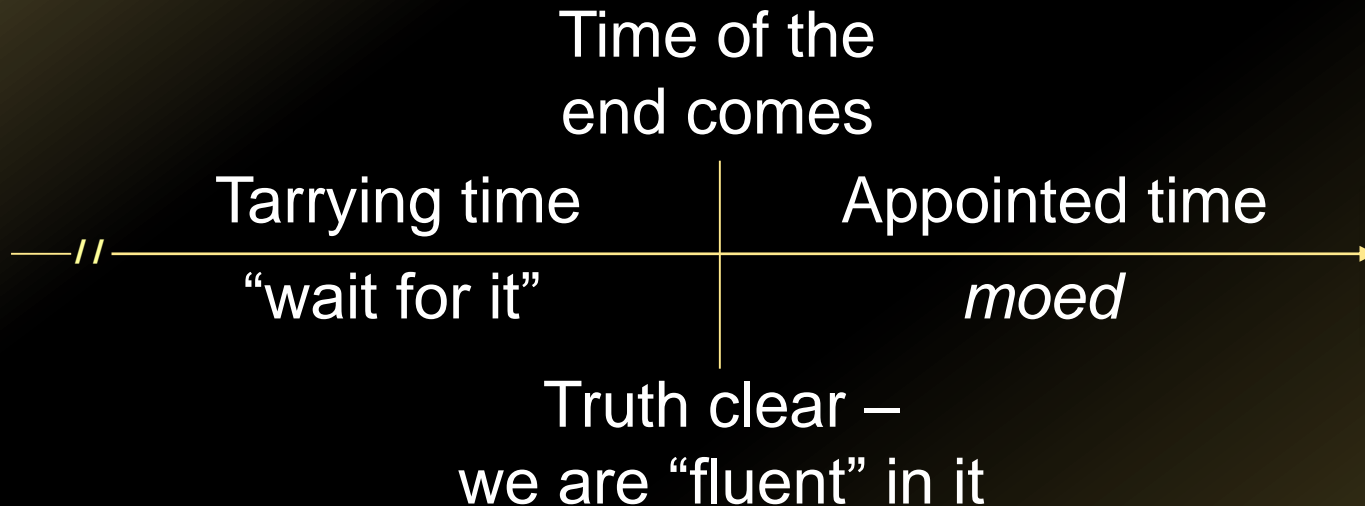 Time of the
end comes
Tarrying time
Appointed time
“wait for it”
moed
Truth clear –
we are “fluent” in it